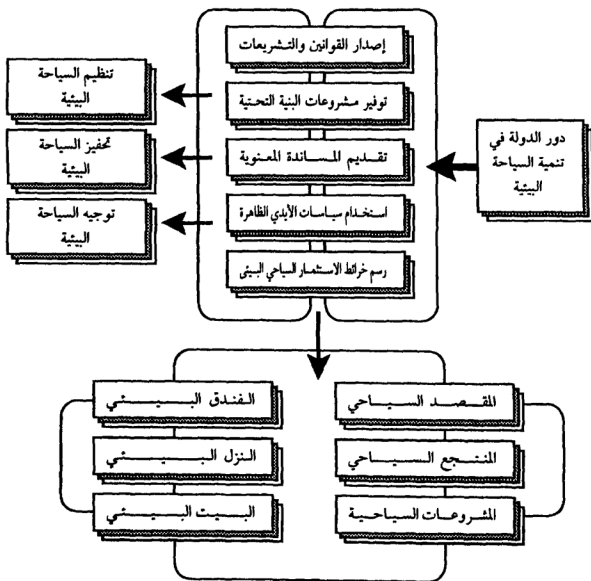 دور الدولة في
تنمية السياحة
البيئية
إصدار القوانين والتشريعات
توفير مشروعات البنية التحتية
تقديم المساندة المعنوية
استخدام سياسات الأيدي الظاهرة
رسم خرائط الاستثمار السياحي البيئى
تنظيم السياحة
البيئية
تحفيز السياحة
البيئية
توجيه السياحة
البيئية
المقصد السياحي
المنتجع السياحي
المشروعات السياحية
الفندق البيئي
النزل البيئي
البيت البيئي